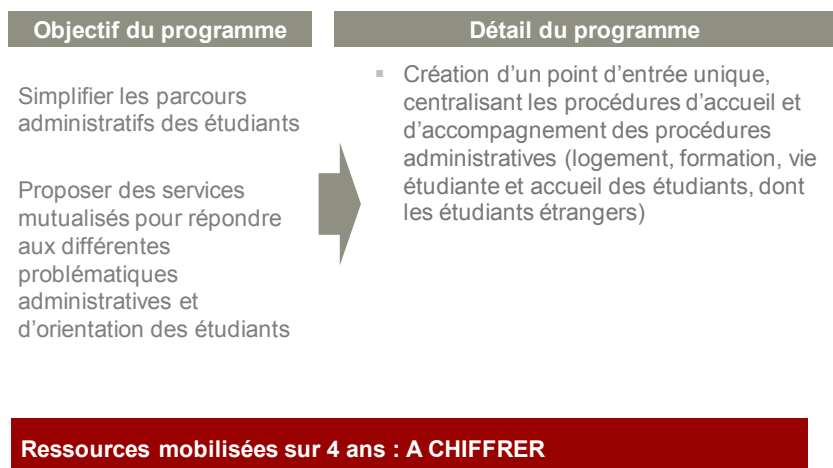 Objectif du programme
Détail du programme
Simplifier les parcours
administratifs des étudiants
Proposer des services
mutualisés pour répondre
aux différentes
problématiques
administratives et
d'orientation des étudiants
▪ Création d'un point d'entrée unique,
centralisant les procédures d'accueil et
d'accompagnement des procédures
administratives (logement, formation, vie
étudiante et accueil des étudiants, dont
les étudiants étrangers)
Ressources mobilisées sur 4 ans : A CHIFFRER